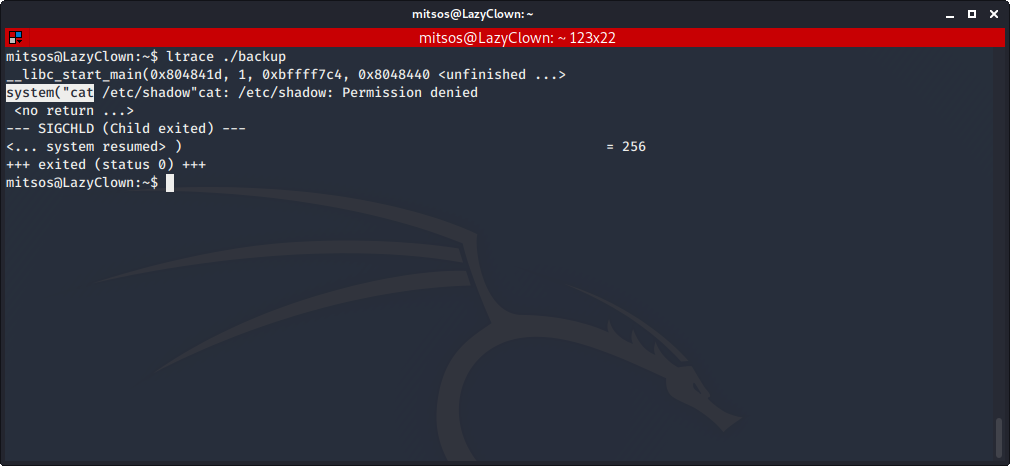 mitsos@LazyClown: ~
mitsos@LazyClown: ~ 123x22
mitsos@LazyClown:~$ ltrace ./backup
__libc_start_main(0x804841d, 1, 0xbffff7c4, 0x8048440 <unfinished ...>
system("cat /etc/shadow"cat: /etc/shadow: Permission denied
 <no return ...>
--- SIGCHLD (Child exited) ---
<... system resumed> )                                                     = 256
+++ exited (status 0) +++
mitsos@LazyClown:~$